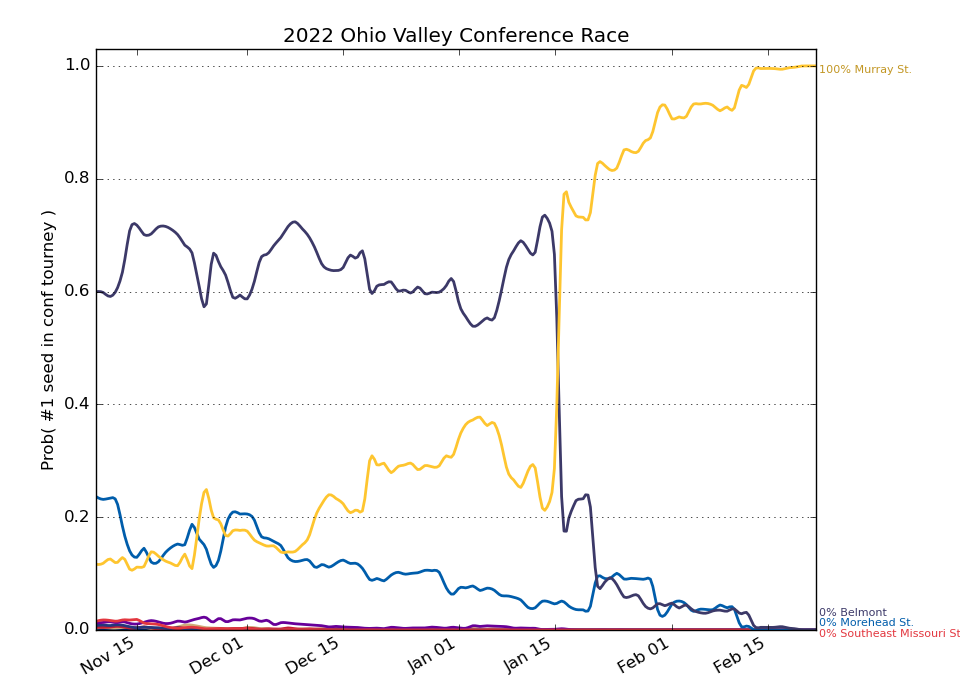 2022 Ohio Valley Conference Race
Prob( #1 seed in conf tourney )
1.0
0.8
0.6
0.4
0.2
0.0
Nov 15
Dec 01
Dec 15
Jan 01
Jan 15
Feb 01
Feb 15
100% Murray St.
0% Belmont
0% Morehead St.
0% Southeast Missouri St